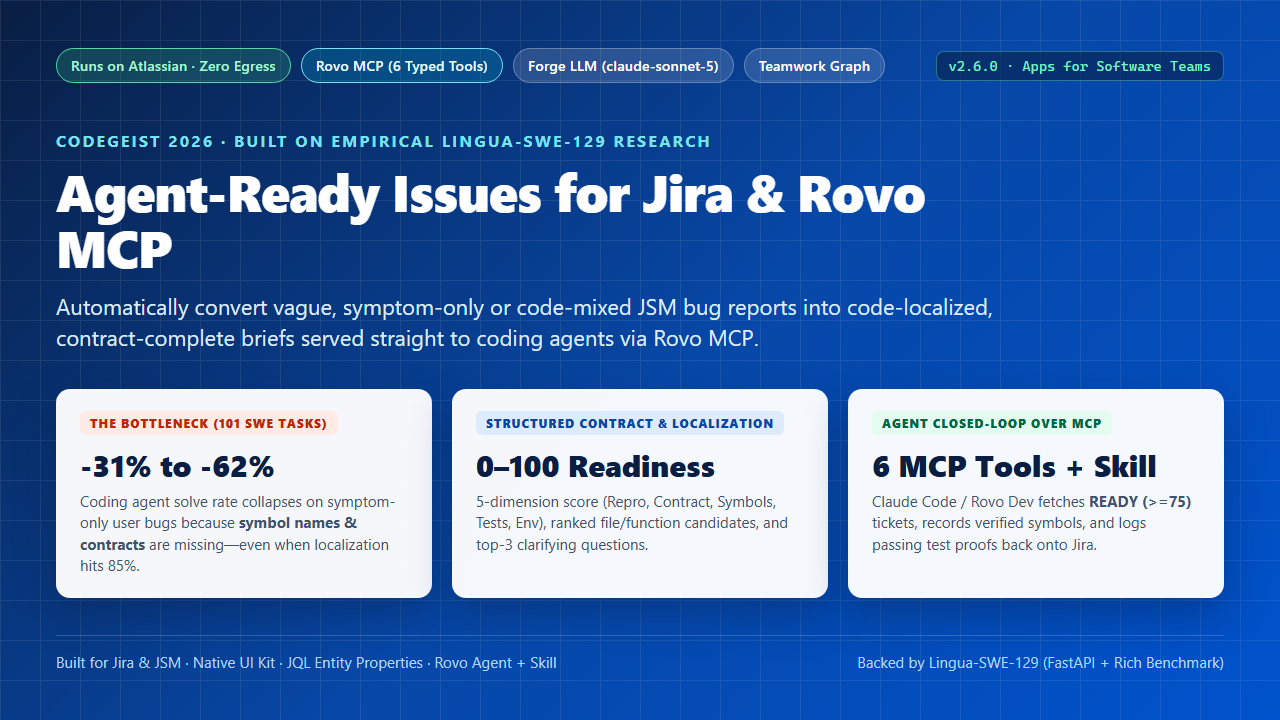 Runs on Atlassian · Zero Egress
Rovo MCP (6 Typed Tools)
Forge LLM (claude-sonnet-5)
Teamwork Graph
v2.6.0 · Apps for Software Teams
CODEGEIST 2026 · BUILT ON EMPIRICAL LINGUA-SWE-129 RESEARCH
Agent-Ready Issues for Jira & Rovo
MCP
Automatically convert vague, symptom-only or code-mixed JSM bug reports into code-localized,
contract-complete briefs served straight to coding agents via Rovo MCP.
THE BOTTLENECK (101 SWE TASKS)
-31% to -62%
Coding agent solve rate collapses on symptom-
only user bugs because symbol names &
contracts are missing—even when localization
hits 85%.
STRUCTURED CONTRACT & LOCALIZATION
0–100 Readiness
5-dimension score (Repro, Contract, Symbols,
Tests, Env), ranked file/function candidates, and
top-3 clarifying questions.
AGENT CLOSED-LOOP OVER MCP
6 MCP Tools + Skill
Claude Code / Rovo Dev fetches READY (>=75)
tickets, records verified symbols, and logs
passing test proofs back onto Jira.
Built for Jira & JSM · Native UI Kit · JQL Entity Properties · Rovo Agent + Skill
Backed by Lingua-SWE-129 (FastAPI + Rich Benchmark)